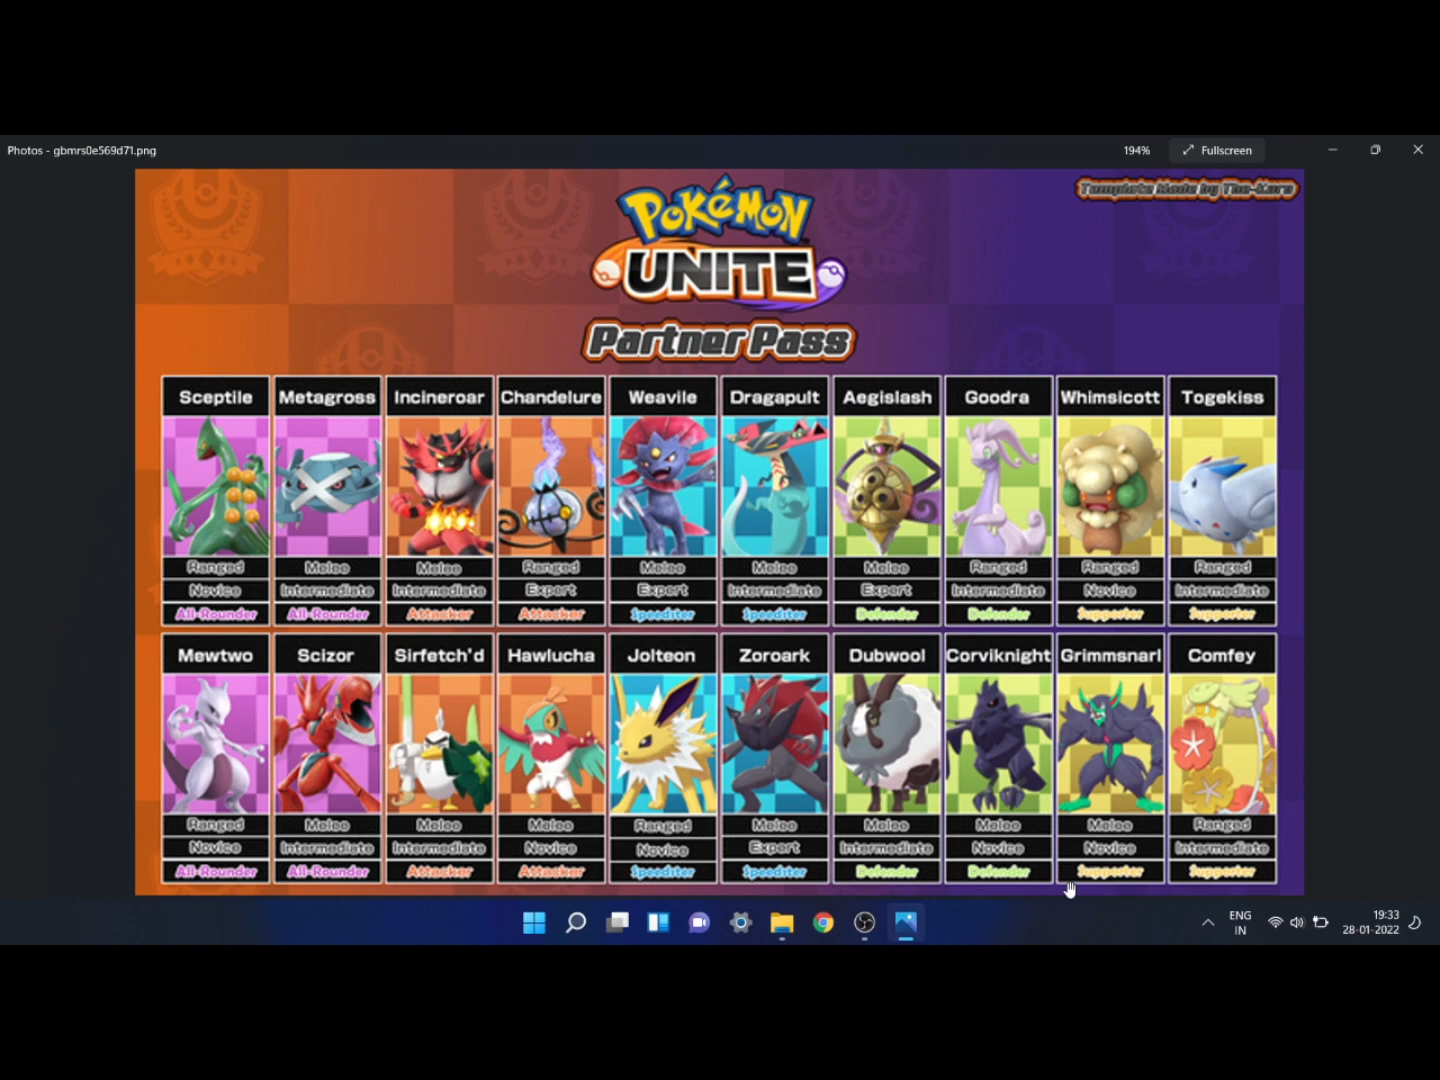 Photos - gbmrs0e569d71.png
194%
Fullscreen
Template Made by The-Kers
POKéMON
UNITE
Partner Pass
Sceptile Metagross Incineroar Chandelure Weavile Dragapult Aegislash Goodra Whimsicott Togekiss
Ranged Melee Melee Ranged Melee Melee Melee Ranged Ranged Ranged
Novice Intermediate Intermediate Expert Expert Intermediate Expert Intermediate Novice Intermediate
All-Rounder All-Rounder Attacker Attacker Speedster Speedster Defender Defender Supporter Supporter
Mewtwo Scizor Sirfetch'd Hawlucha Jolteon Zoroark Dubwool Corviknight Grimmsnarl Comfey
Ranged Melee Melee Melee Ranged Melee Melee Melee Melee Ranged
Novice Intermediate Intermediate Novice Novice Expert Intermediate Novice Novice Intermediate
All-Rounder All-Rounder Attacker Attacker Speedster Speedster Defender Defender Supporter Supporter
ENG
IN
19:33
28-01-2022